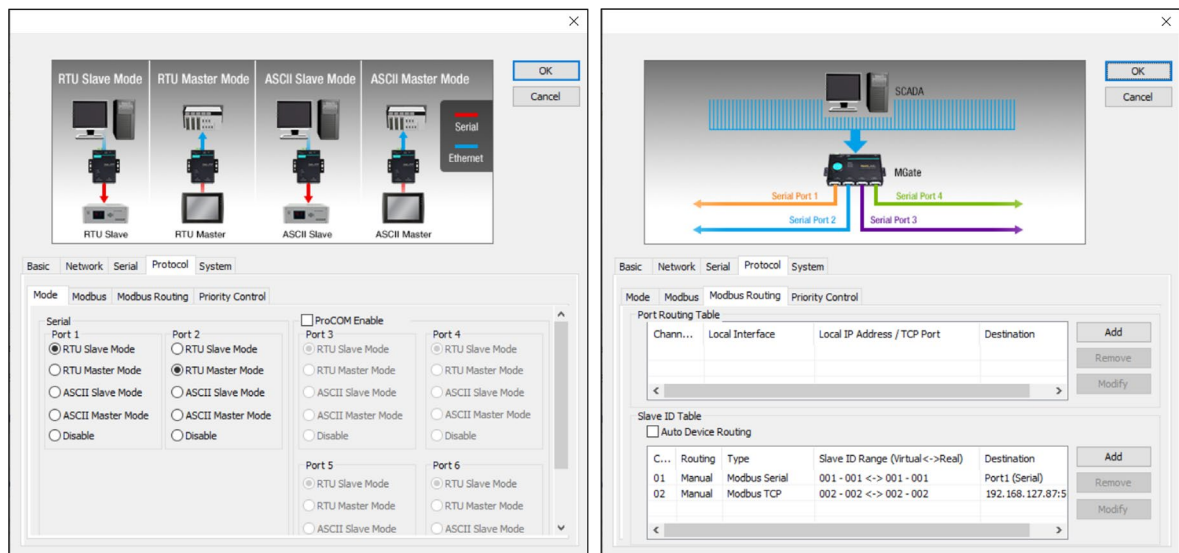 RTU Slave Mode RTU Master Mode ASCII Slave Mode ASCII Master Mode
Serial
Ethernet
RTU Slave RTU Master ASCII Slave ASCII Master
OK
Cancel
Basic Network Serial Protocol System
Mode Modbus Modbus Routing Priority Control
Serial
Port 1
RTU Slave Mode
RTU Master Mode
ASCII Slave Mode
ASCII Master Mode
Disable
Port 2
RTU Slave Mode
RTU Master Mode
ASCII Slave Mode
ASCII Master Mode
Disable
ProCOM Enable
Port 3
RTU Slave Mode
RTU Master Mode
ASCII Slave Mode
ASCII Master Mode
Disable
Port 4
RTU Slave Mode
RTU Master Mode
ASCII Slave Mode
ASCII Master Mode
Disable
Port 5
RTU Slave Mode
RTU Master Mode
ASCII Slave Mode
Port 6
RTU Slave Mode
RTU Master Mode
ASCII Slave Mode
SCADA
MGate
Serial Port 1 Serial Port 4
Serial Port 2 Serial Port 3
OK
Cancel
Basic Network Serial Protocol System
Mode Modbus Modbus Routing Priority Control
Port Routing Table
Chann... Local Interface Local IP Address / TCP Port Destination
Add
Remove
Modify
Slave ID Table
Auto Device Routing
C... Routing Type Slave ID Range (Virtual<->Real) Destination
01 Manual Modbus Serial 001 - 001 <-> 001 - 001 Port1 (Serial)
02 Manual Modbus TCP 002 - 002 <-> 002 - 002 192.168.127.87:5
Add
Remove
Modify